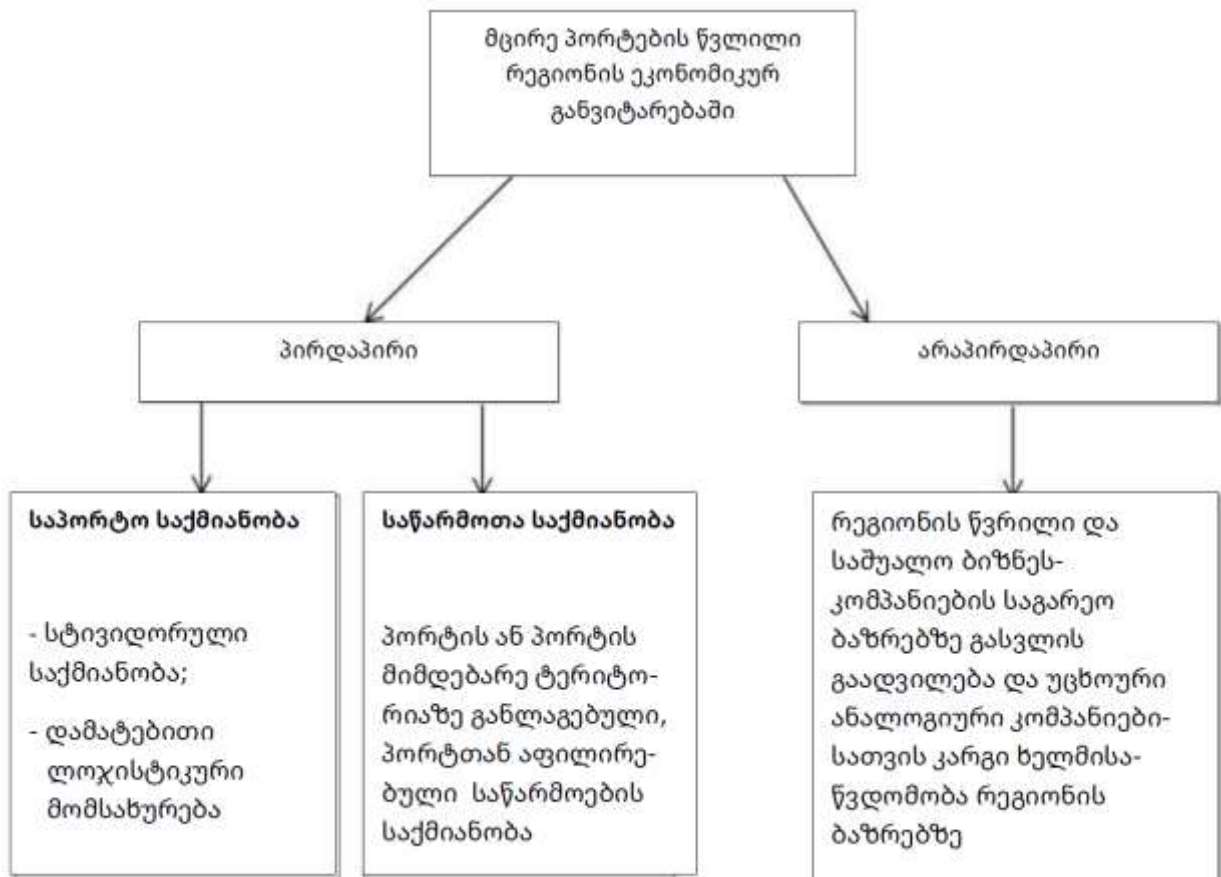 მცირე პორტების წვლილი
რეგიონის ეკონომიკურ
განვიტარებაში
პირდაპირი
არაპირდაპირი
საპორტო საქმიანობა
- სტივიდორული
საქმიანობა;
- დამატებითი
ლოჯისტიკური
მომსახურება
საწარმოთა საქმიანობა
პორტის ან პორტის
მიმდებარე ტერიტო-
რიაზე განლაგებული,
პორტთან აფილირე-
ბული საწარმოების
საქმიანობა
რეგიონის წვრილი და
საშუალო ბიზნეს-
კომპანიების საგარეო
ბაზრებზე გასვლის
გაადვილება და უცხოური
ანალოგიური კომპანიები-
სათვის კარგი ხელმისა-
წვდომობა რეგიონის
ბაზრებზე